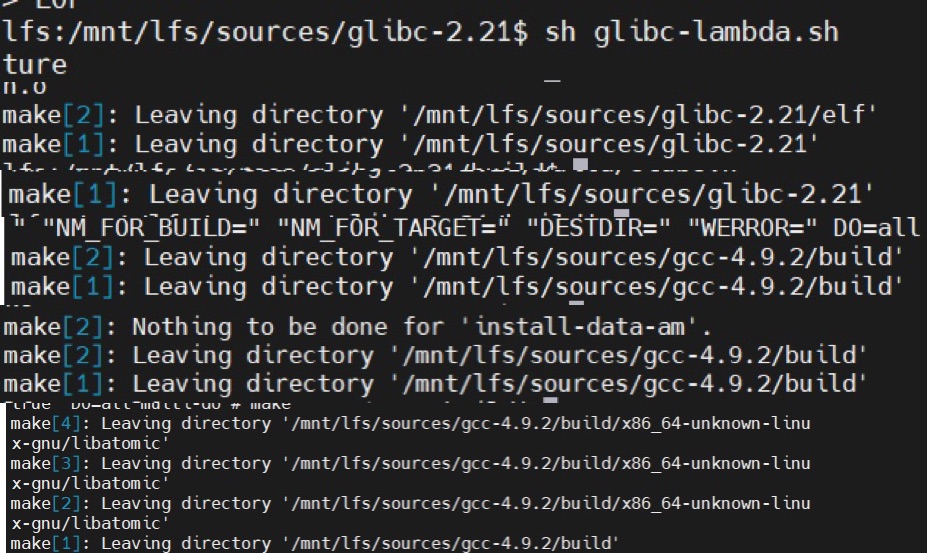 > EOF
lfs:/mnt/lfs/sources/glibc-2.21$ sh glibc-lambda.sh
ture
n.o
make[2]: Leaving directory '/mnt/lfs/sources/glibc-2.21/elf'
make[1]: Leaving directory '/mnt/lfs/sources/glibc-2.21'
make[1]: Leaving directory '/mnt/lfs/sources/glibc-2.21'
" "NM_FOR_BUILD=" "NM_FOR_TARGET=" "DESTDIR=" "WERROR=" DO=all
make[2]: Leaving directory '/mnt/lfs/sources/gcc-4.9.2/build'
make[1]: Leaving directory '/mnt/lfs/sources/gcc-4.9.2/build'
make[2]: Nothing to be done for 'install-data-am'.
make[2]: Leaving directory '/mnt/lfs/sources/gcc-4.9.2/build'
make[1]: Leaving directory '/mnt/lfs/sources/gcc-4.9.2/build'
DO=all-multi-do # make
make[4]: Leaving directory '/mnt/lfs/sources/gcc-4.9.2/build/x86_64-unknown-linu
x-gnu/libatomic'
make[3]: Leaving directory '/mnt/lfs/sources/gcc-4.9.2/build/x86_64-unknown-linu
x-gnu/libatomic'
make[2]: Leaving directory '/mnt/lfs/sources/gcc-4.9.2/build/x86_64-unknown-linu
x-gnu/libatomic'
make[1]: Leaving directory '/mnt/lfs/sources/gcc-4.9.2/build'